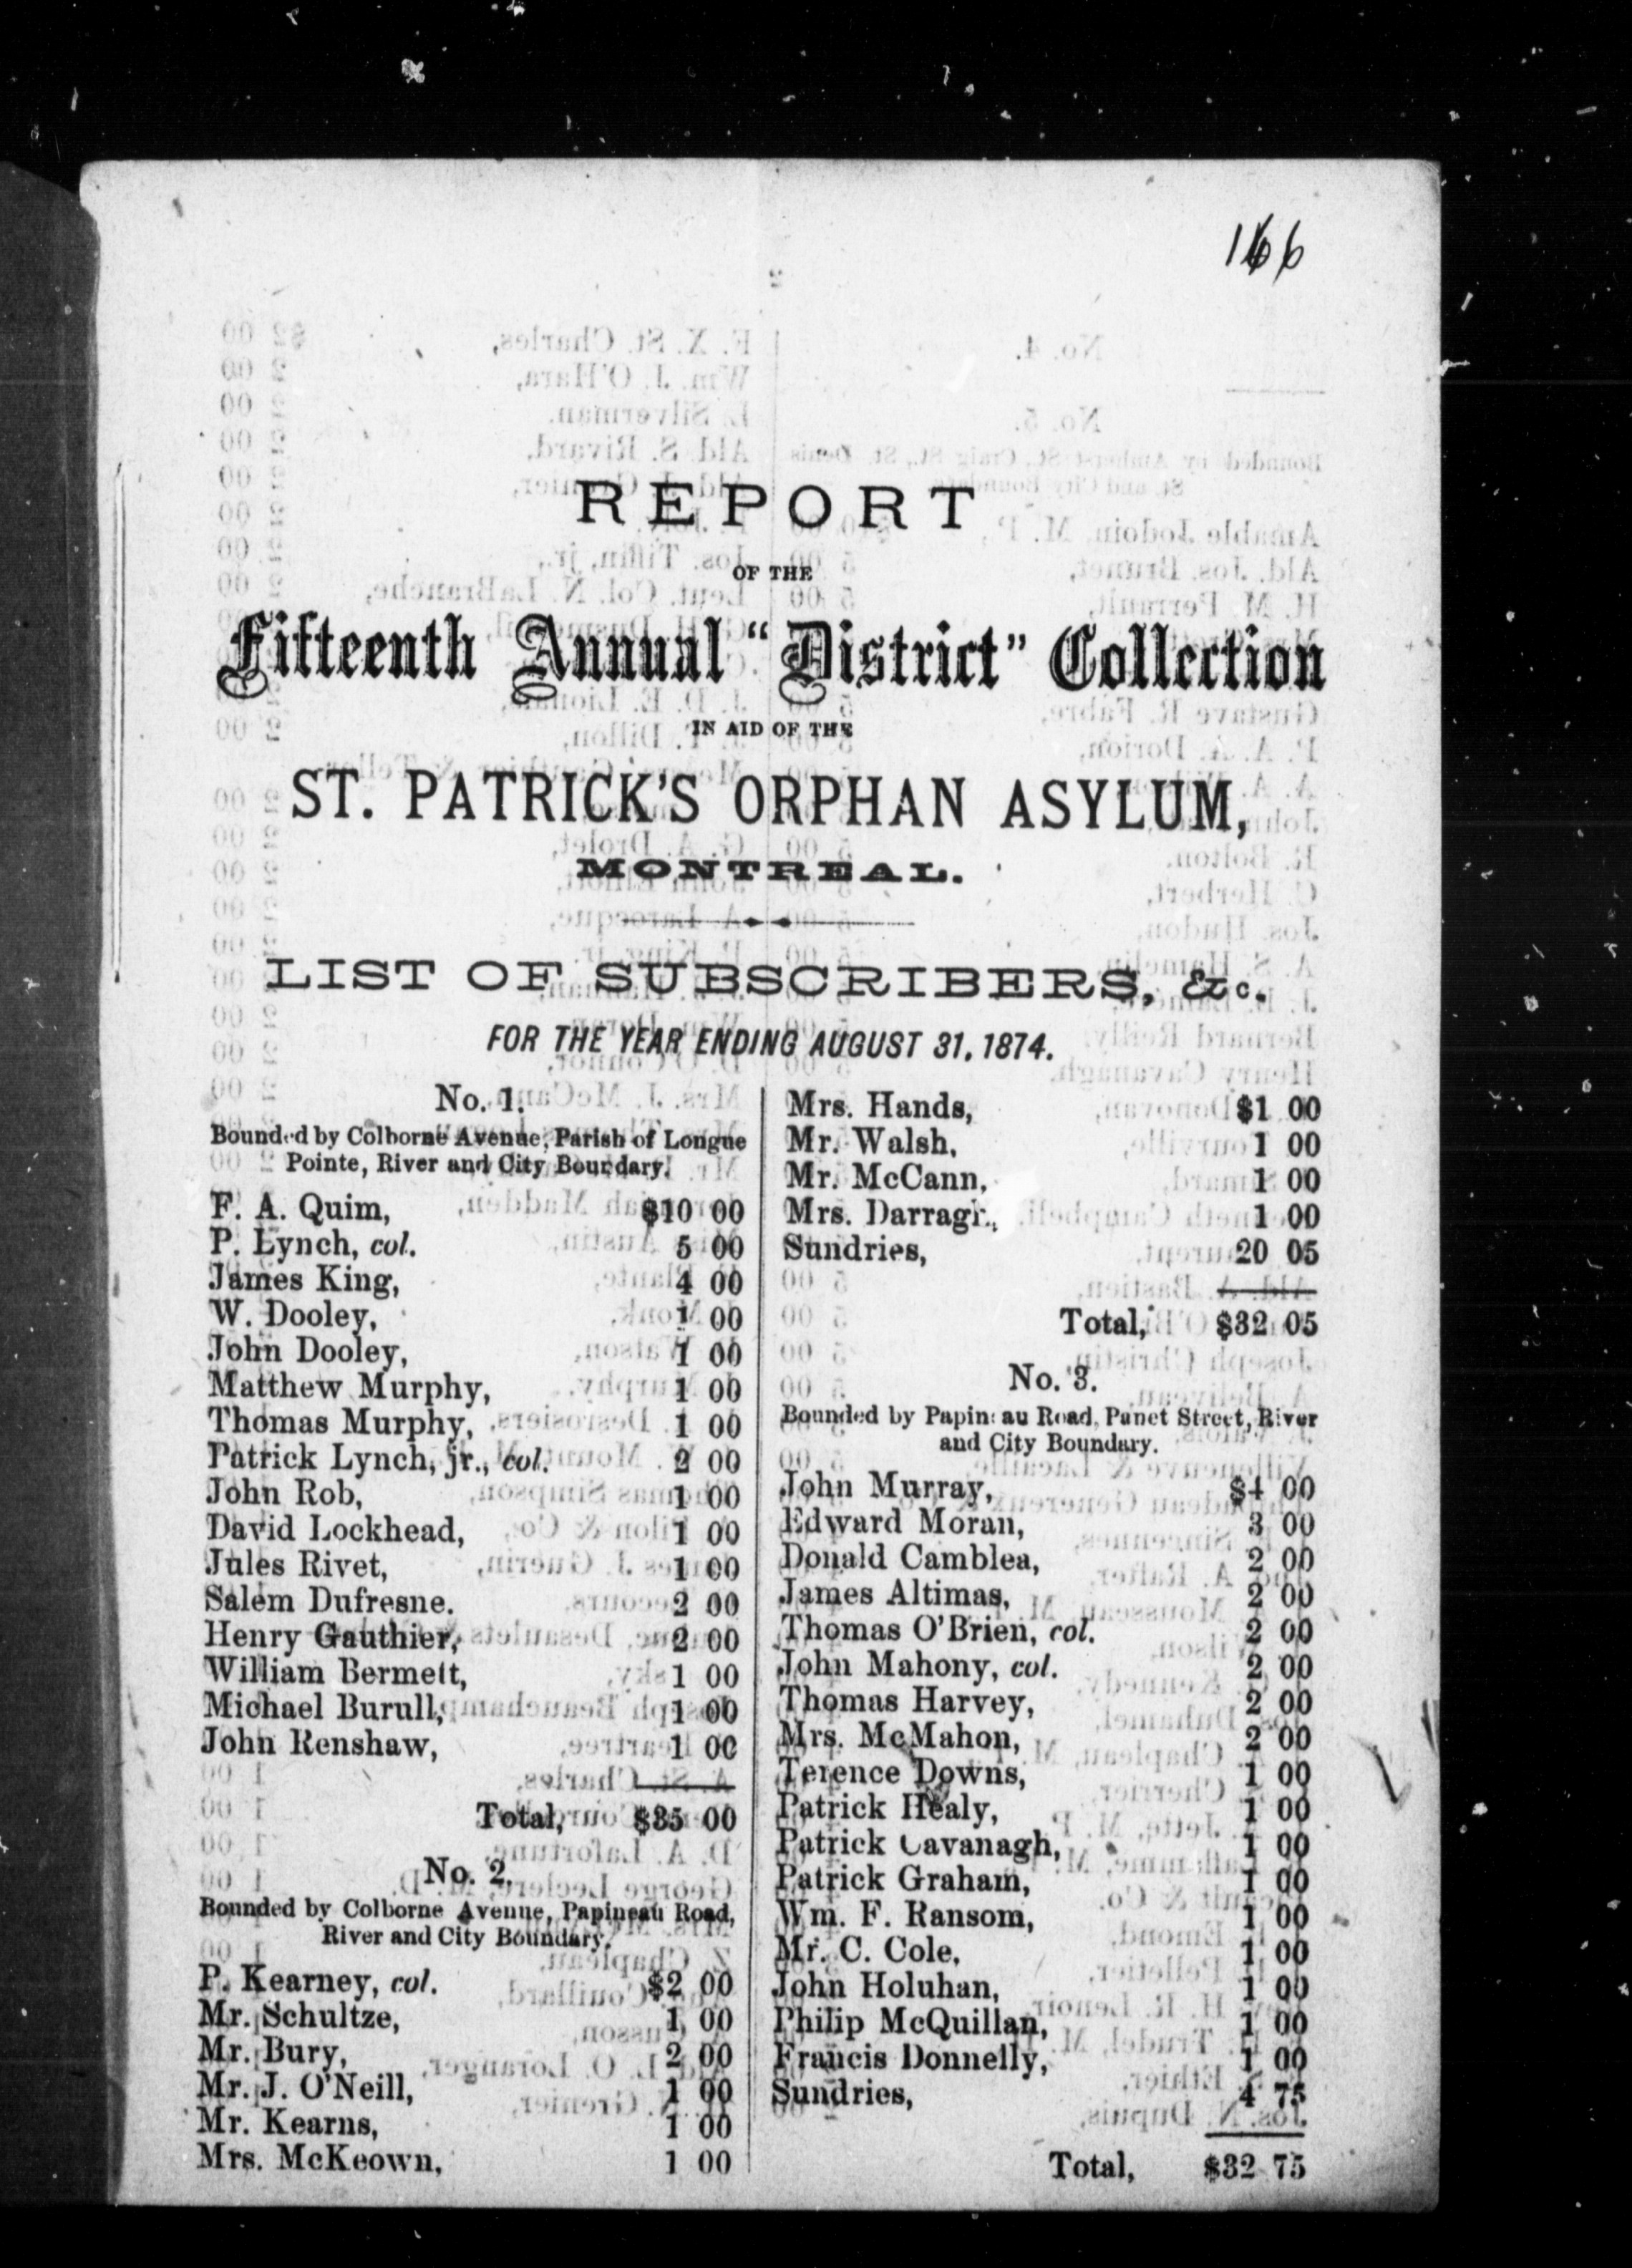 166
REPORT
OF THE
Fifteenth Annual "District" Collection
IN AID OF THE
ST. PATRICK'S ORPHAN ASYLUM,
MONTREAL.
LIST OF SUBSCRIBERS, &c.
FOR THE YEAR ENDING AUGUST 31, 1874.
No. 1.
Bounded by Colborne Avenue, Parish of Longue
Pointe, River and City Boundary.
F. A. Quim, $10 00
P. Lynch, col. 5 00
James King, 4 00
W. Dooley, 1 00
John Dooley, 1 00
Matthew Murphy, 1 00
Thomas Murphy, 1 00
Patrick Lynch, jr., col. 2 00
John Rob, 1 00
David Lockhead, 1 00
Jules Rivet, 1 00
Salem Dufresne. 2 00
Henry Gauthier, 2 00
William Bermett, 1 00
Michael Burull, 1 00
John Renshaw, 1 00
Total, $35 00
No. 2.
Bounded by Colborne Avenue, Papineau Road,
River and City Boundary.
P. Kearney, col. $2 00
Mr. Schultze, 1 00
Mr. Bury, 2 00
Mr. J. O'Neill, 1 00
Mr. Kearns, 1 00
Mrs. McKeown, 1 00
Mrs. Hands, $1 00
Mr. Walsh, 1 00
Mr. McCann, 1 00
Mrs. Darragh, 1 00
Sundries, 20 05
Total, $32 05
No. 3.
Bounded by Papineau Road, Panet Street, River
and City Boundary.
John Murray, $4 00
Edward Moran, 3 00
Donald Camblea, 2 00
James Altimas, 2 00
Thomas O'Brien, col. 2 00
John Mahony, col. 2 00
Thomas Harvey, 2 00
Mrs. McMahon, 2 00
Terence Downs, 1 00
Patrick Healy, 1 00
Patrick Cavanagh, 1 00
Patrick Graham, 1 00
Wm. F. Ransom, 1 00
Mr. C. Cole, 1 00
John Holuhan, 1 00
Philip McQuillan, 1 00
Francis Donnelly, 1 00
Sundries, 4 75
Total, $32 75